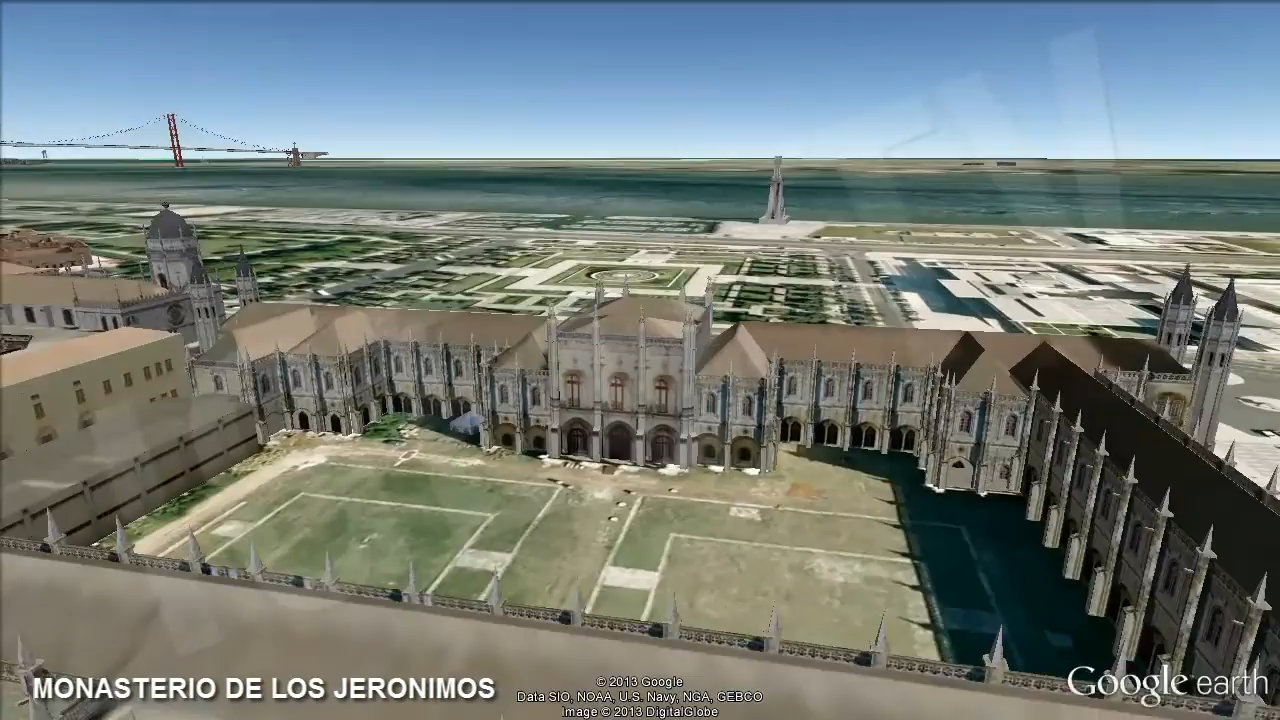 MONASTERIO DE LOS JERONIMOS
© 2013 Google
Data SIO, NOAA, U.S. Navy, NGA, GEBCO
Image © 2013 DigitalGlobe
Google earth